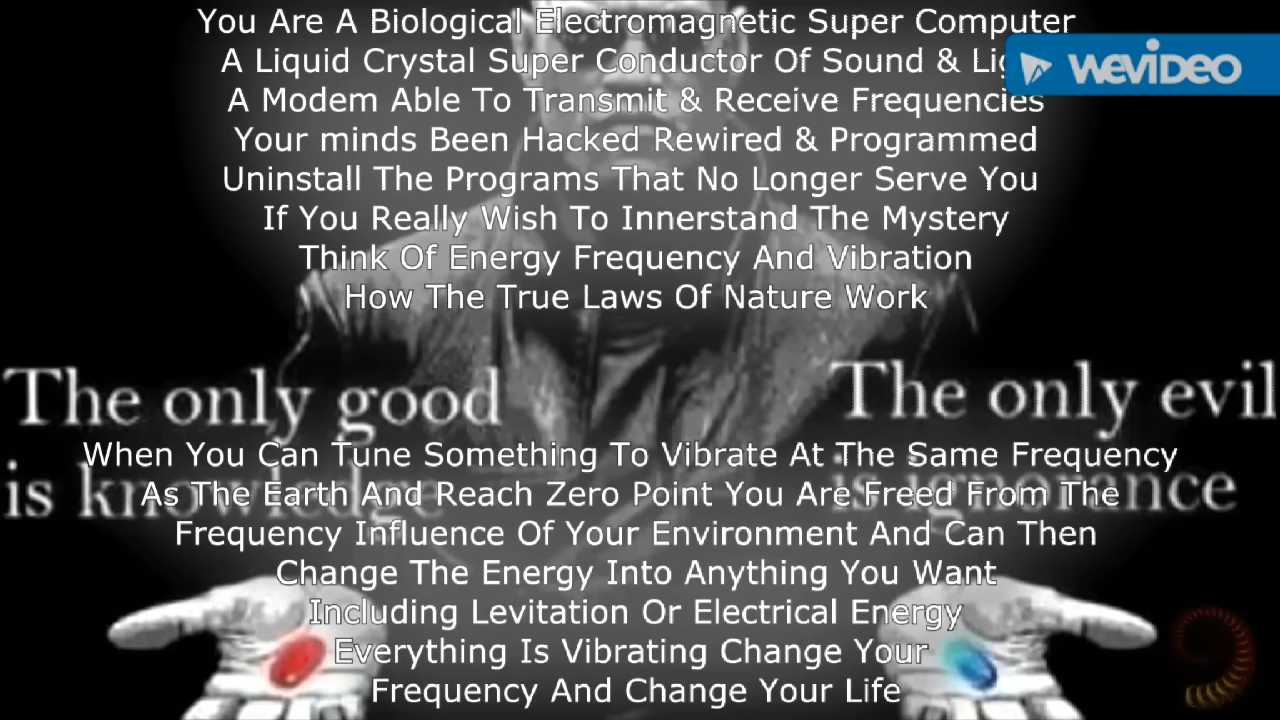 You Are A Biological Electromagnetic Super Computer
A Liquid Crystal Super Conductor Of Sound &
WEVIDEO
A Modem Able To Transmit & Receive Frequencies
Your minds Been Hacked Rewired & Programmed
Uninstall The Programs That No Longer Serve You
If You Really Wish To Innerstand The Mystery
Think Of Energy Frequency And Vibration
How The True Laws Of Nature Work
The only good
is knowledge
The only evil
is ignorance
When You Can Tune Something To Vibrate At The Same Frequency
As The Earth And Reach Zero Point You Are Freed From The
Frequency Influence Of Your Environment And Can Then
Change The Energy Into Anything You Want
Including Levitation Or Electrical Energy
Everything Is Vibrating Change Your
Frequency And Change Your Life